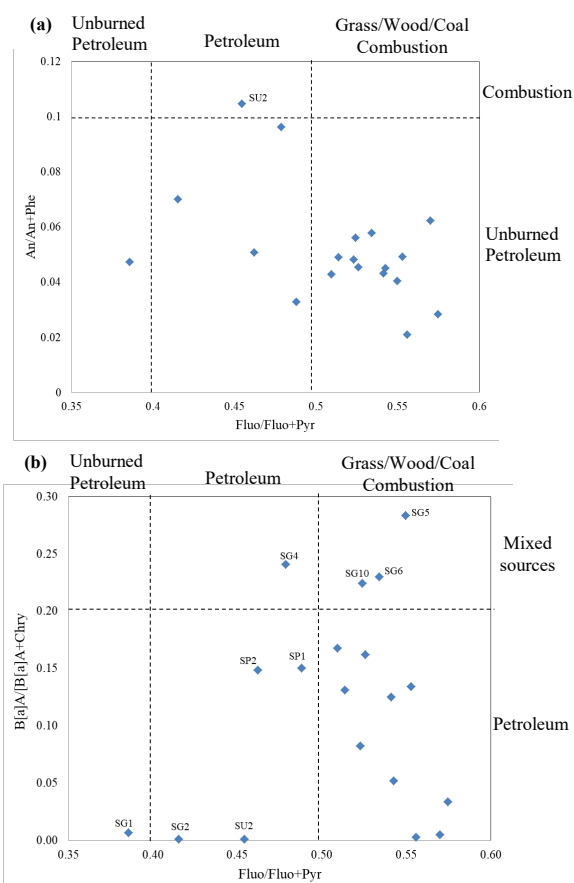 (a)
Unburned
Petroleum
Petroleum
Grass/Wood/Coal
Combustion
0.12
0.1
0.08
0.06
0.04
0.02
0
An/An+Phe
SU2
Combustion
Unburned
Petroleum
0.35
0.4
0.45
0.5
0.55
0.6
Fluo/Fluo+Pyr
(b)
Unburned
Petroleum
Petroleum
Grass/Wood/Coal
Combustion
0.30
0.25
0.20
0.15
0.10
0.05
0.00
B[a]A/[B[a]A+Chry
SG5
SG4
SG10
SG6
SP2
SP1
SG1
SG2
SU2
Mixed
sources
Petroleum
0.35
0.40
0.45
0.50
0.55
0.60
Fluo/Fluo+Pyr